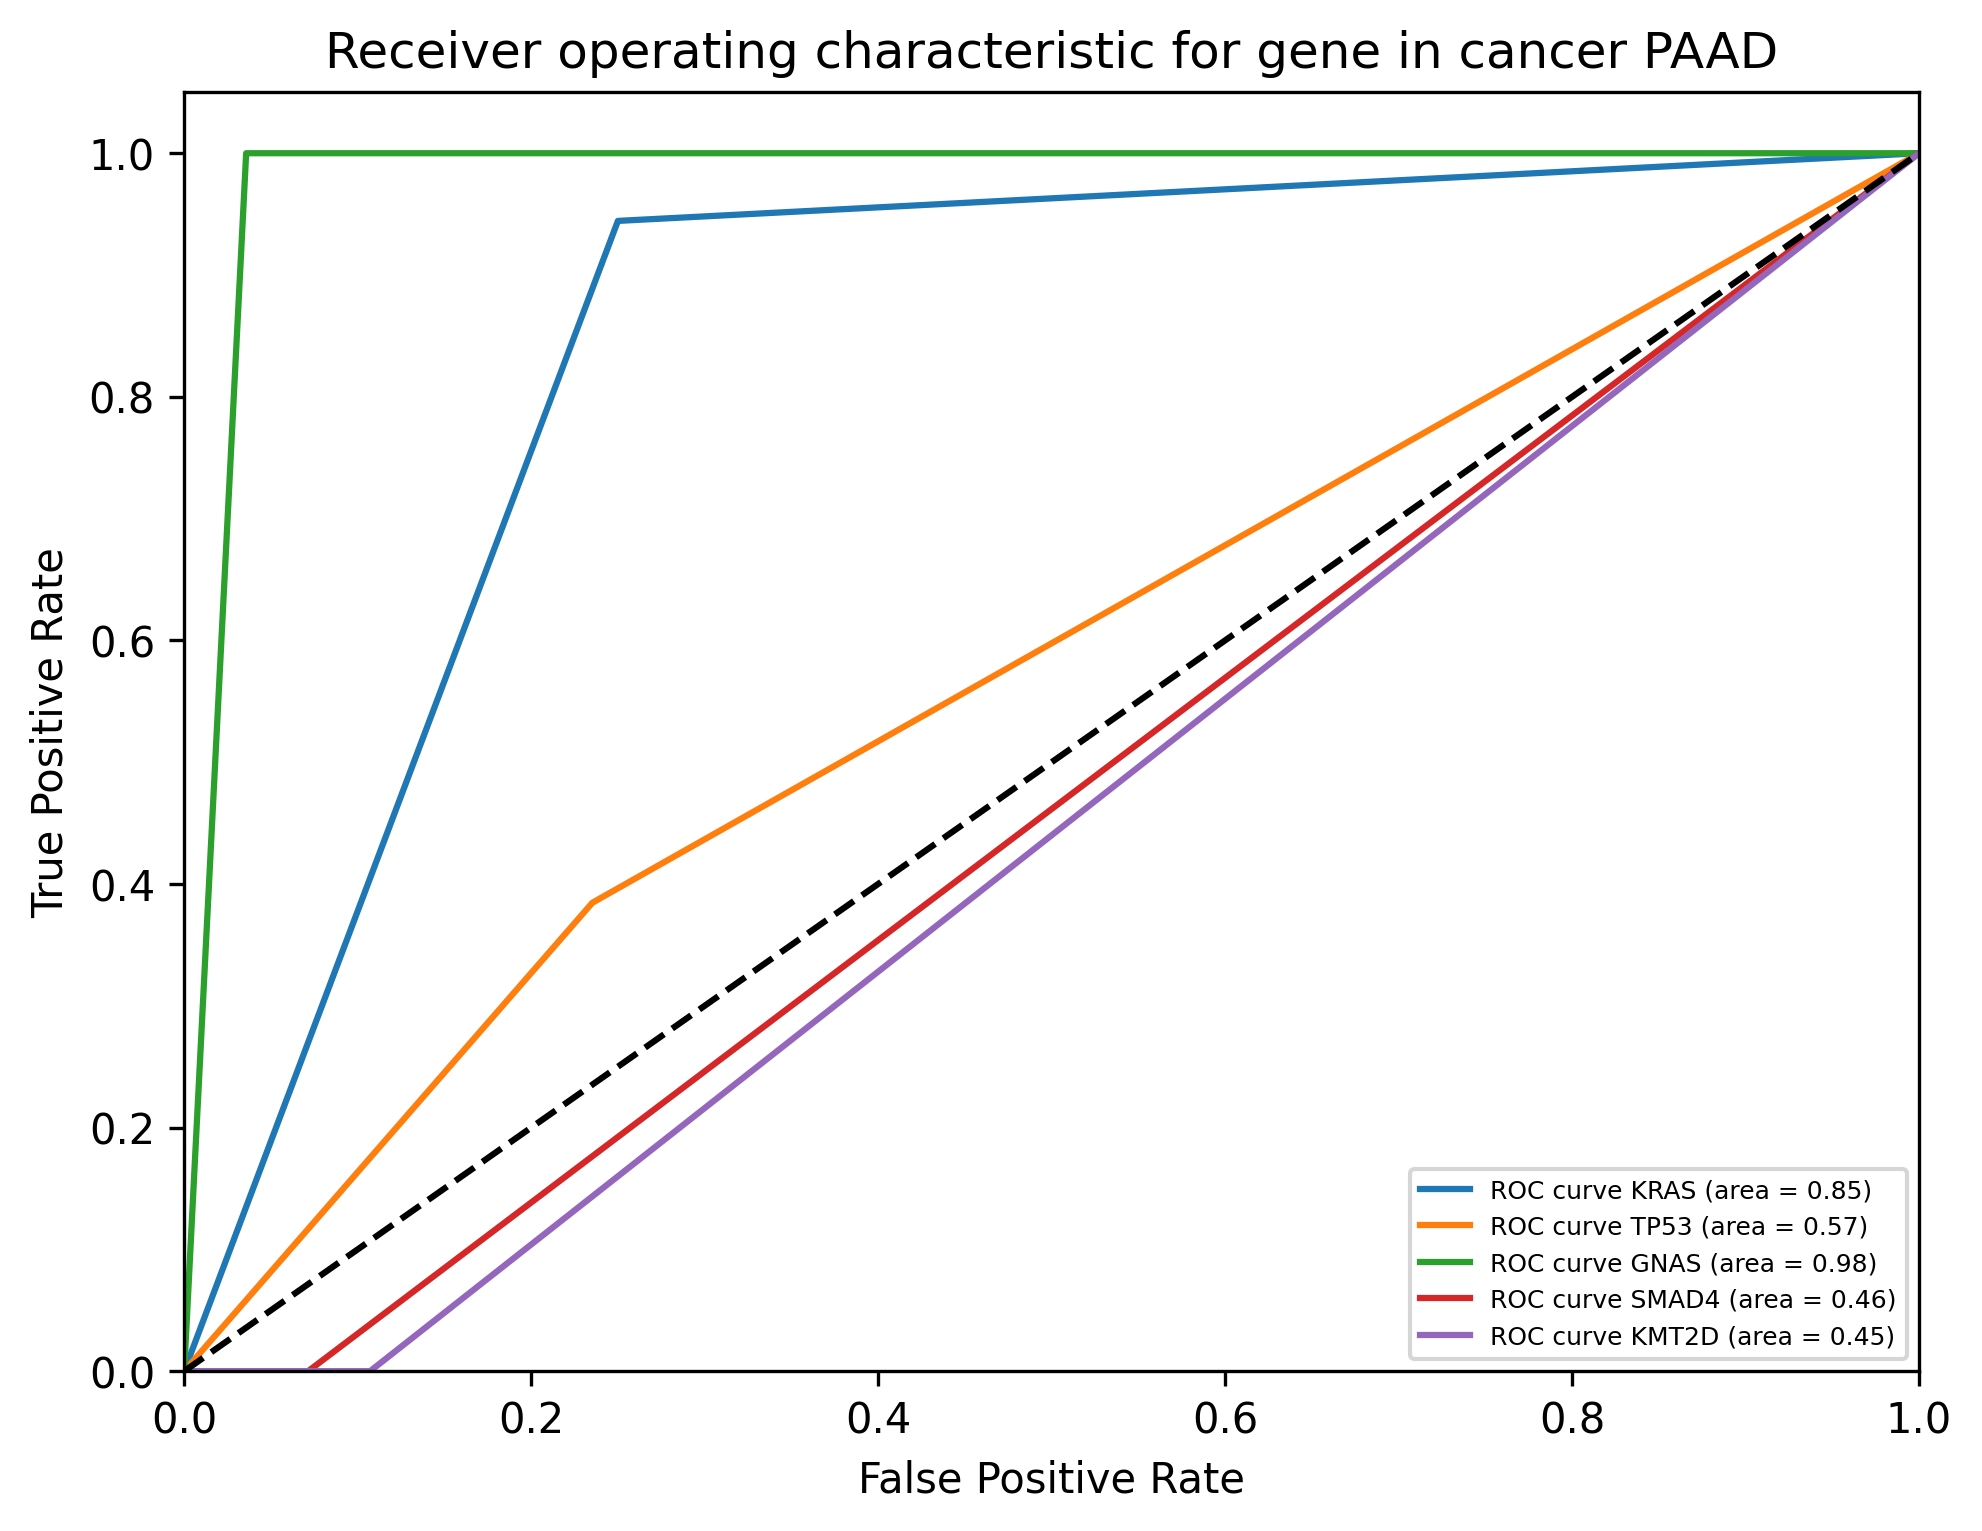 Receiver operating characteristic for gene in cancer PAAD
1.0
0.8
0.6
0.4
0.2
0.0
True Positive Rate
ROC curve KRAS (area = 0.85)
ROC curve TP53 (area = 0.57)
ROC curve GNAS (area = 0.98)
ROC curve SMAD4 (area = 0.46)
ROC curve KMT2D (area = 0.45)
0.0 0.2 0.4 0.6 0.8 1.0
False Positive Rate